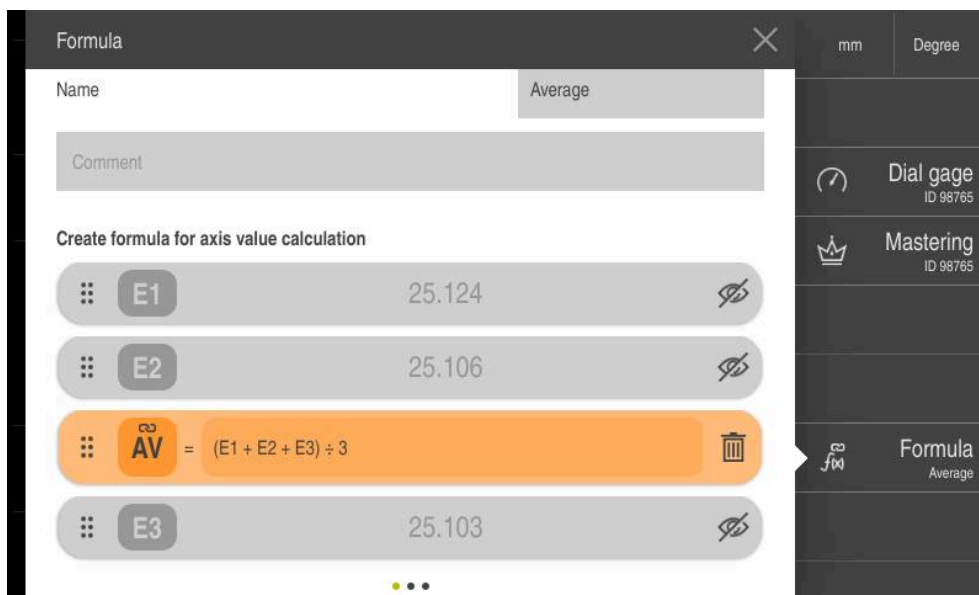 Formula
Name
Average
Comment
Create formula for axis value calculation
E1 25.124
E2 25.106
AV = (E1 + E2 + E3) ÷ 3
E3 25.103
mm
Degree
Dial gage
ID 98765
Mastering
ID 98765
f(x)
Formula
Average